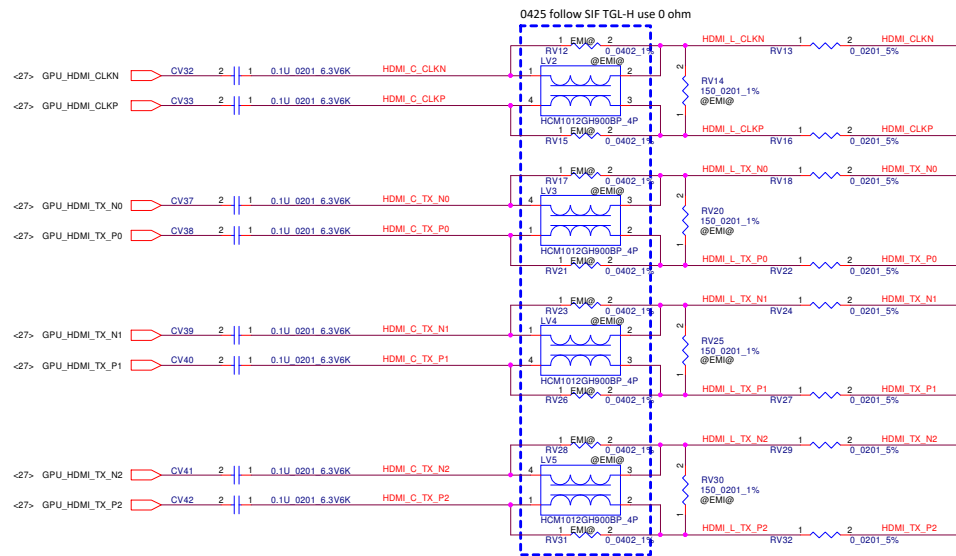 0425 follow SIF TGL-H use 0 ohm
1 EMI@ 2
RV12 0_0402_1%
HDMI_L_CLKN 1 2 HDMI_CLKN
RV13 0_0201_5%
<27> GPU_HDMI_CLKN CV32 2 1 0.1U_0201_6.3V6K HDMI_C_CLKN
LV2 @EMI@
1 2
2
RV14
150_0201_1%
@EMI@
1
<27> GPU_HDMI_CLKP CV33 2 1 0.1U_0201_6.3V6K HDMI_C_CLKP
4 3
HCM1012GH900BP_4P
1 EMI@ 2
RV15 0_0402_1%
HDMI_L_CLKP 1 2 HDMI_CLKP
RV16 0_0201_5%
1 EMI@ 2
RV17 0_0402_1%
HDMI_L_TX_N0 1 2 HDMI_TX_N0
RV18 0_0201_5%
<27> GPU_HDMI_TX_N0 CV37 2 1 0.1U_0201_6.3V6K HDMI_C_TX_N0
LV3 @EMI@
4 3
2
RV20
150_0201_1%
@EMI@
1
<27> GPU_HDMI_TX_P0 CV38 2 1 0.1U_0201_6.3V6K HDMI_C_TX_P0
1 2
HCM1012GH900BP_4P
1 EMI@ 2
RV21 0_0402_1%
HDMI_L_TX_P0 1 2 HDMI_TX_P0
RV22 0_0201_5%
1 EMI@ 2
RV23 0_0402_1%
HDMI_L_TX_N1 1 2 HDMI_TX_N1
RV24 0_0201_5%
<27> GPU_HDMI_TX_N1 CV39 2 1 0.1U_0201_6.3V6K HDMI_C_TX_N1
LV4 @EMI@
1 2
2
RV25
150_0201_1%
@EMI@
1
<27> GPU_HDMI_TX_P1 CV40 2 1 0.1U_0201_6.3V6K HDMI_C_TX_P1
4 3
HCM1012GH900BP_4P
1 EMI@ 2
RV26 0_0402_1%
HDMI_L_TX_P1 1 2 HDMI_TX_P1
RV27 0_0201_5%
1 EMI@ 2
RV28 0_0402_1%
HDMI_L_TX_N2 1 2 HDMI_TX_N2
RV29 0_0201_5%
<27> GPU_HDMI_TX_N2 CV41 2 1 0.1U_0201_6.3V6K HDMI_C_TX_N2
LV5 @EMI@
4 3
2
RV30
150_0201_1%
@EMI@
1
<27> GPU_HDMI_TX_P2 CV42 2 1 0.1U_0201_6.3V6K HDMI_C_TX_P2
1 2
HCM1012GH900BP_4P
1 EMI@ 2
RV31 0_0402_1%
HDMI_L_TX_P2 1 2 HDMI_TX_P2
RV32 0_0201_5%